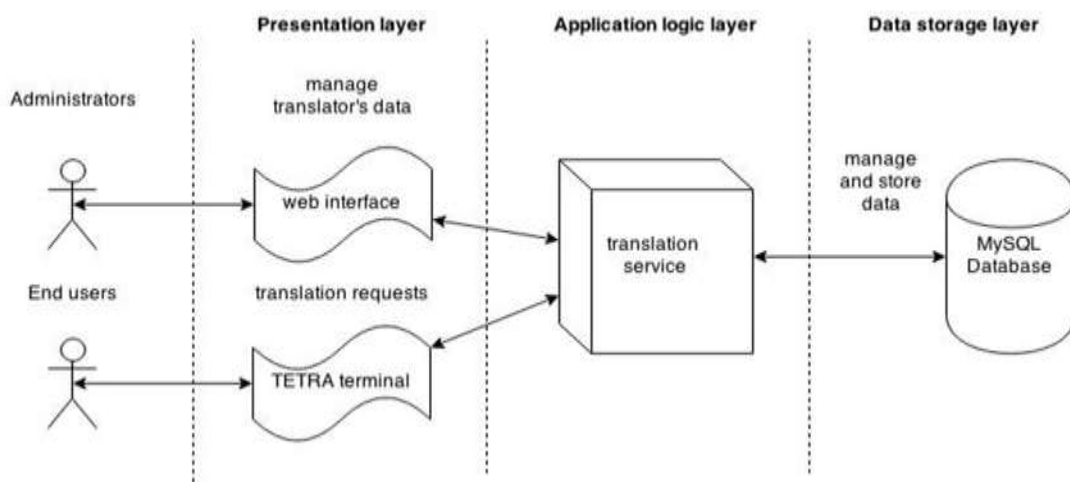 Presentation layer
Application logic layer
Data storage layer
Administrators
manage
translator's data
web interface
End users
translation requests
TETRA terminal
translation
service
manage
and store
data
MySQL
Database